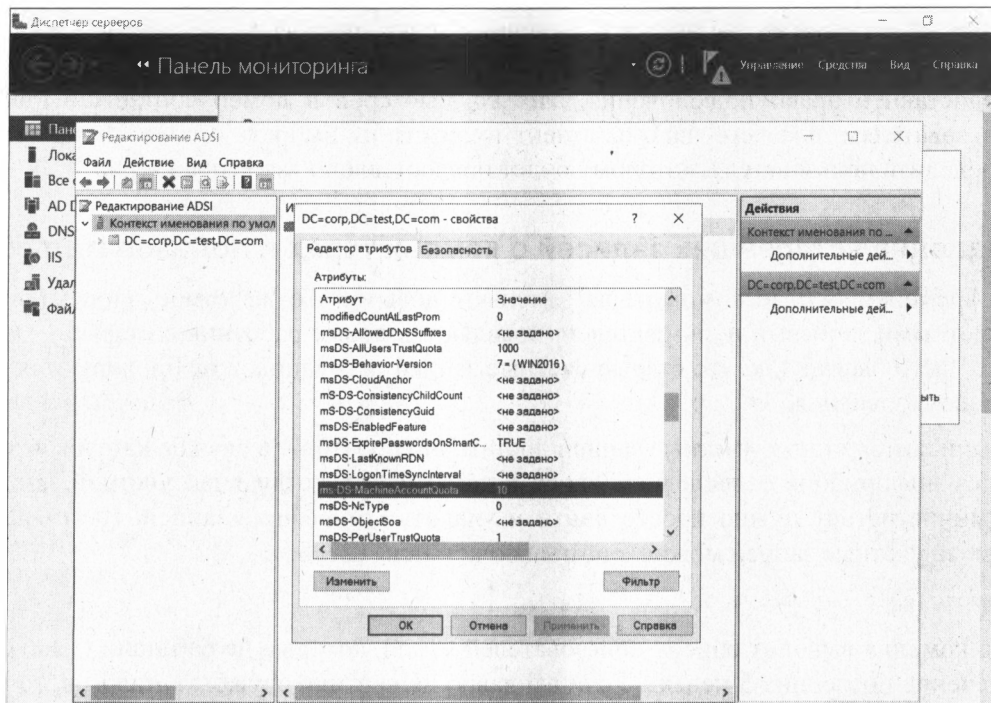 Диспетчер серверов
Панель мониторинга
Управление Средства Вид Справка
Редактирование ADSI
Файл Действие Вид Справка
Редактирование ADSI
Контекст именования по умол
DC=corp,DC=test,DC=com
DC=corp,DC=test,DC=com - свойства
? ×
Редактор атрибутов Безопасность
Атрибуты:
Атрибут Значение
modifiedCountAtLastProm 0
msDS-AllowedDNSSuffixes <не задано>
msDS-AllUsersTrustQuota 1000
msDS-Behavior-Version 7 - (WIN2016)
msDS-CloudAnchor <не задано>
mS-DS-ConsistencyChildCount <не задано>
mS-DS-ConsistencyGuid <не задано>
msDS-EnabledFeature <не задано>
msDS-ExpirePasswordsOnSmartC... TRUE
msDS-LastKnownRDN <не задано>
msDS-LogonTimeSyncInterval <не задано>
ms-DS-MachineAccountQuota 10
msDS-NcType 0
msDS-ObjectSoa <не задано>
msDS-PerUserTrustQuota 1
Изменить Фильтр
OK Отмена Применить Справка
Действия
Контекст именования по ...
Дополнительные дей...
DC=corp,DC=test,DC=com
Дополнительные дей...
Пане
Лока
Все
AD D
DNS
IIS
Удал
Файл
ыть